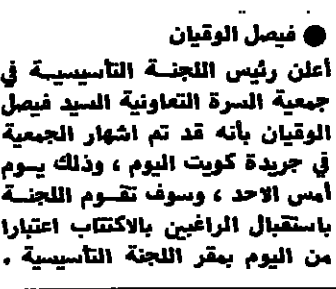 ● فيصل الوقيان
أعلن رئيس اللجنة التأسيسية في
جمعية السرة التعاونية السيد فيصل
الوقيان بأنه قد تم اشهار الجمعية
في جريدة كويت اليوم ، وذلك يوم
امس الاحد ، وسوف تقوم اللجنة
باستقبال الراغبين بالاكتتاب اعتبارا
من اليوم بمقر اللجنة التأسيسية .